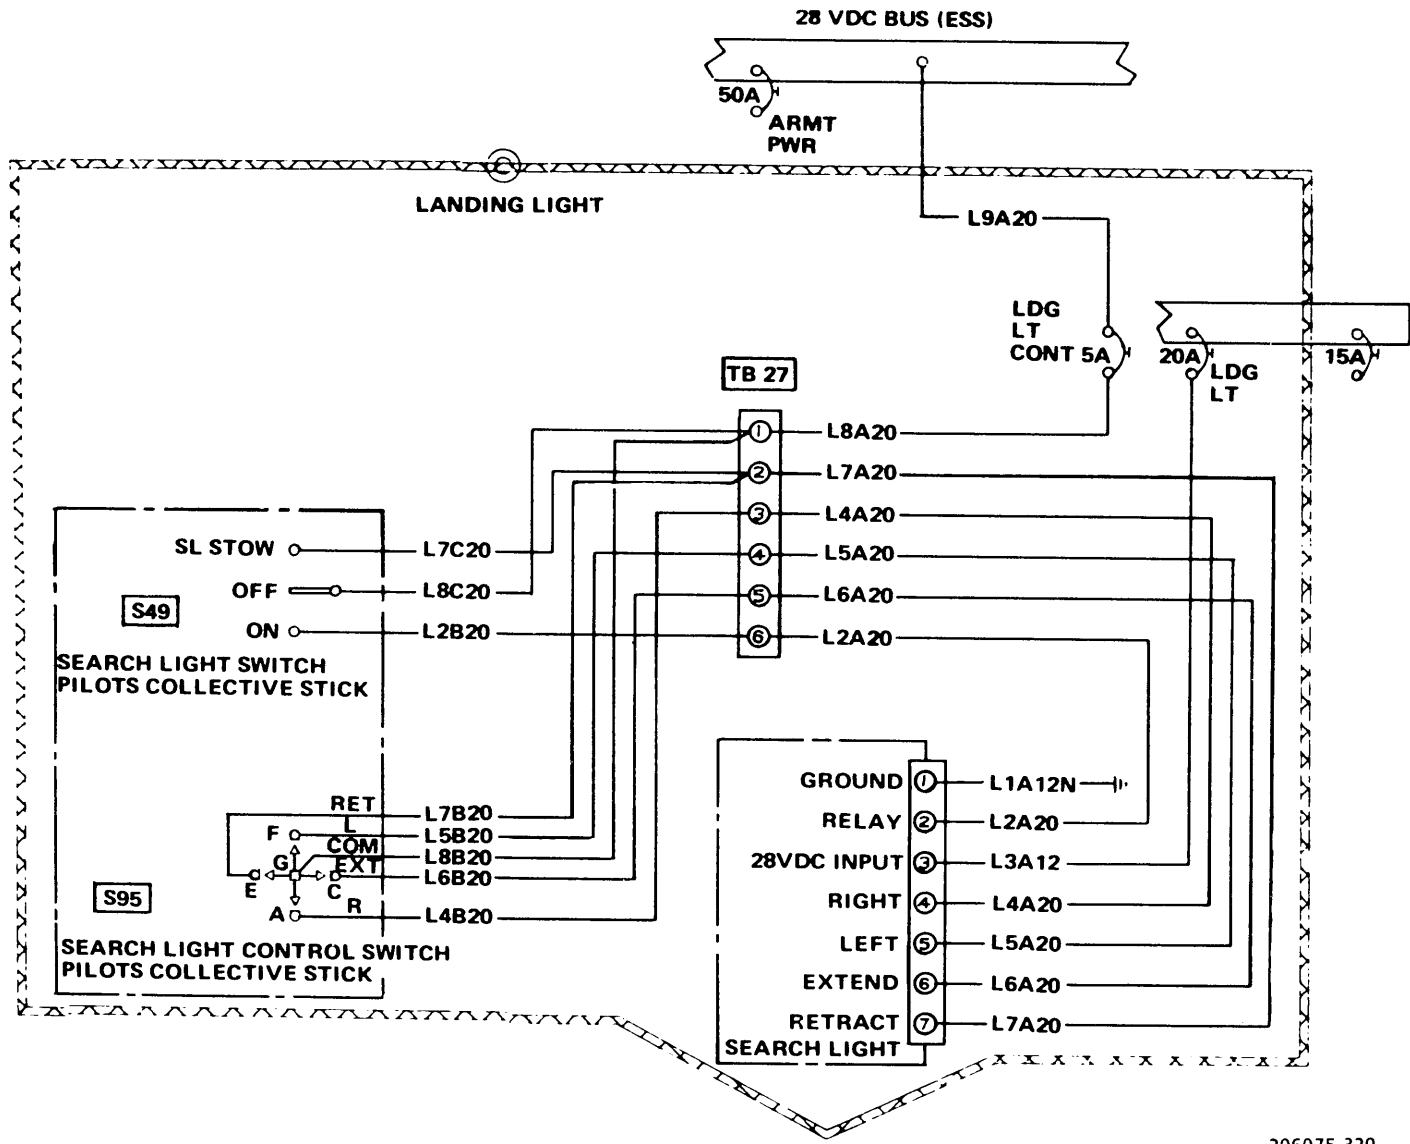 28 VDC BUS (ESS)
50A
ARMT
PWR
LANDING LIGHT
L9A20
LDG
LT
CONT 5A
20A
LDG
LT
15A
TB 27
1
L8A20
2
L7A20
3
L4A20
4
L5A20
5
L6A20
6
L2A20
SL STOW
L7C20
OFF
L8C20
S49
ON
L2B20
SEARCH LIGHT SWITCH
PILOTS COLLECTIVE STICK
RET
L7B20
L
F
L5B20
COM
L8B20
G
EXT
L6B20
E
C
S95
A
R
L4B20
SEARCH LIGHT CONTROL SWITCH
PILOTS COLLECTIVE STICK
GROUND
1
L1A12N
RELAY
2
L2A20
28VDC INPUT
3
L3A12
RIGHT
4
L4A20
LEFT
5
L5A20
EXTEND
6
L6A20
RETRACT
7
L7A20
SEARCH LIGHT